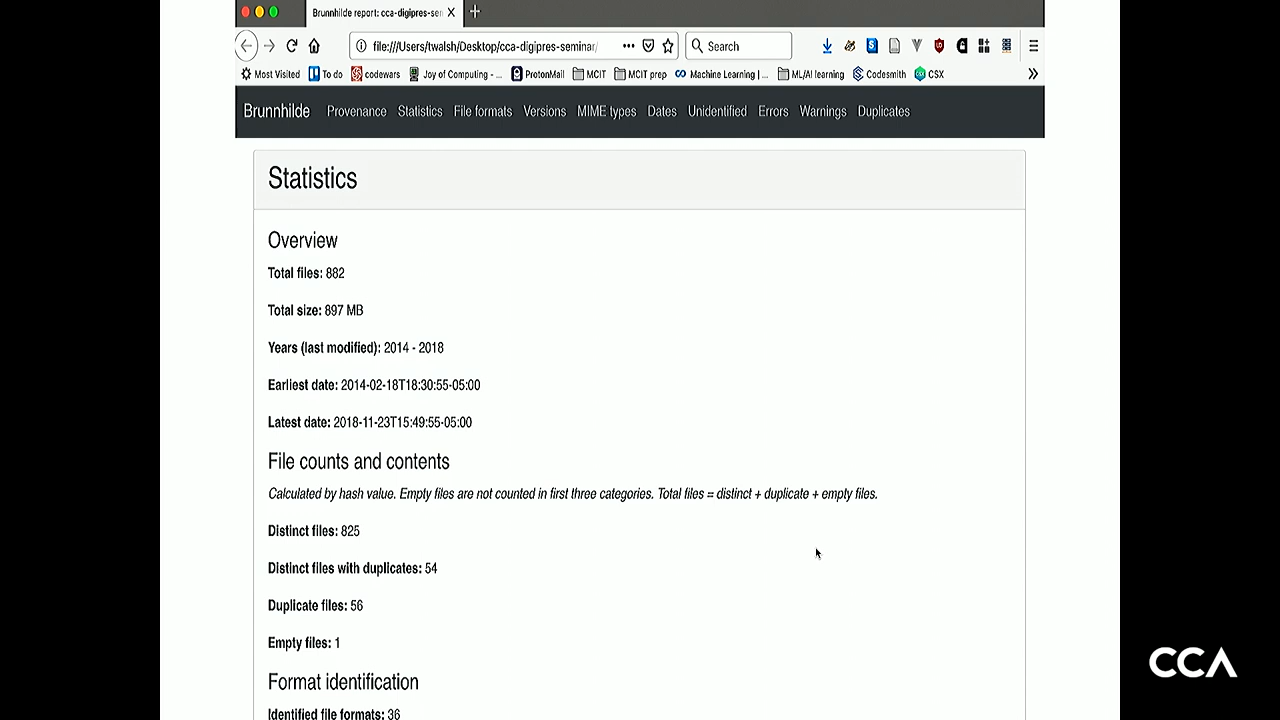 Brunnhilde report: cca-digipres-sen
file:///Users/twalsh/Desktop/cca-digipres-seminar/
Search
Most Visited To do codewars Joy of Computing - ... ProtonMail MCIT MCIT prep Machine Learning | ... ML/AI learning Codesmith CSX
Brunnhilde Provenance Statistics File formats Versions MIME types Dates Unidentified Errors Warnings Duplicates
Statistics
Overview
Total files: 882
Total size: 897 MB
Years (last modified): 2014 - 2018
Earliest date: 2014-02-18T18:30:55-05:00
Latest date: 2018-11-23T15:49:55-05:00
File counts and contents
Calculated by hash value. Empty files are not counted in first three categories. Total files = distinct + duplicate + empty files.
Distinct files: 825
Distinct files with duplicates: 54
Duplicate files: 56
Empty files: 1
CCA
Format identification
Identified file formats: 36